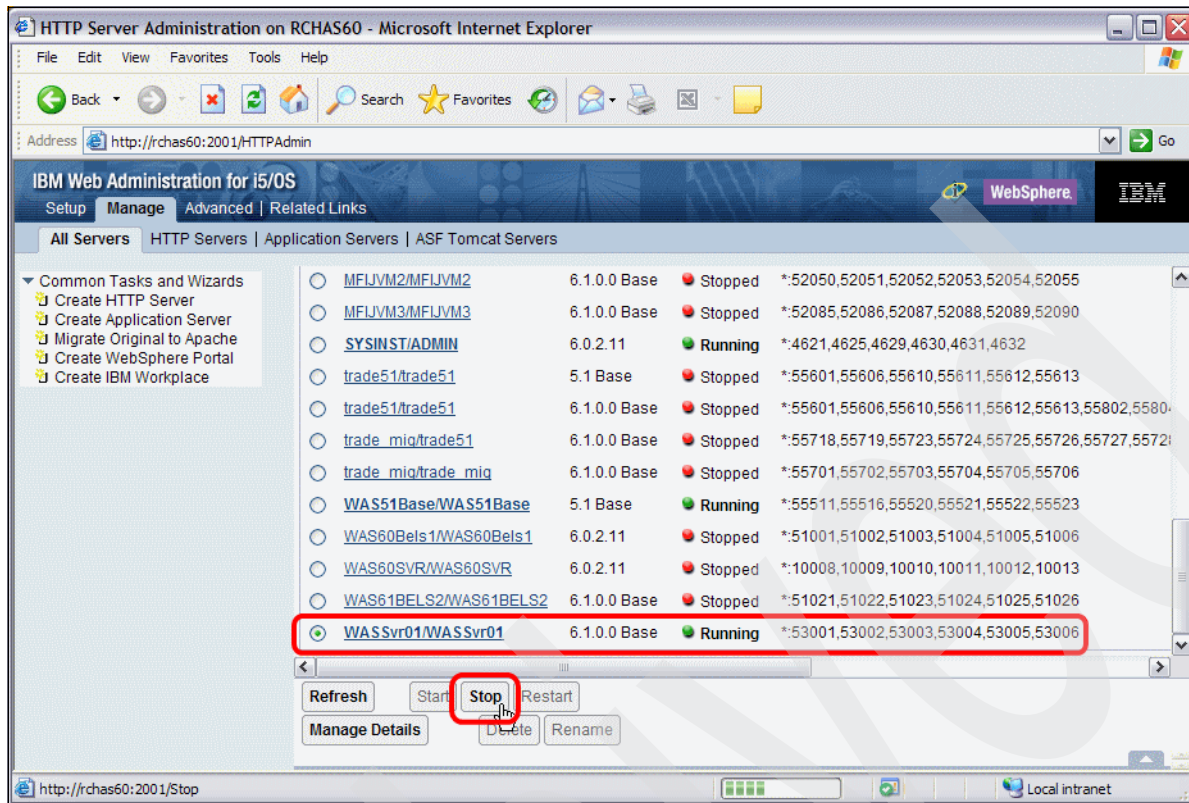 HTTP Server Administration on RCHAS60 - Microsoft Internet Explorer
File Edit View Favorites Tools Help
Back Search Favorites
Address http://rchas60:2001/HTTPAdmin Go
IBM Web Administration for i5/OS
WebSphere. IBM
Setup Manage Advanced | Related Links
All Servers HTTP Servers | Application Servers | ASF Tomcat Servers
Common Tasks and Wizards
Create HTTP Server
Create Application Server
Migrate Original to Apache
Create WebSphere Portal
Create IBM Workplace
MFIJVM2/MFIJVM2 6.1.0.0 Base Stopped *:52050,52051,52052,52053,52054,52055
MFIJVM3/MFIJVM3 6.1.0.0 Base Stopped *:52085,52086,52087,52088,52089,52090
SYSINST/ADMIN 6.0.2.11 Running *:4621,4625,4629,4630,4631,4632
trade51/trade51 5.1 Base Stopped *:55601,55606,55610,55611,55612,55613
trade51/trade51 6.1.0.0 Base Stopped *:55601,55606,55610,55611,55612,55613,55802,5580
trade_mig/trade51 6.1.0.0 Base Stopped *:55718,55719,55723,55724,55725,55726,55727,5572
trade_mig/trade_mig 6.1.0.0 Base Stopped *:55701,55702,55703,55704,55705,55706
WAS51Base/WAS51Base 5.1 Base Running *:55511,55516,55520,55521,55522,55523
WAS60Bels1/WAS60Bels1 6.0.2.11 Stopped *:51001,51002,51003,51004,51005,51006
WAS60SVR/WAS60SVR 6.0.2.11 Stopped *:10008,10009,10010,10011,10012,10013
WAS61BELS2/WAS61BELS2 6.1.0.0 Base Stopped *:51021,51022,51023,51024,51025,51026
WASSvr01/WASSvr01 6.1.0.0 Base Running *:53001,53002,53003,53004,53005,53006
Refresh Start Stop Restart
Manage Details Delete Rename
http://rchas60:2001/Stop Local intranet